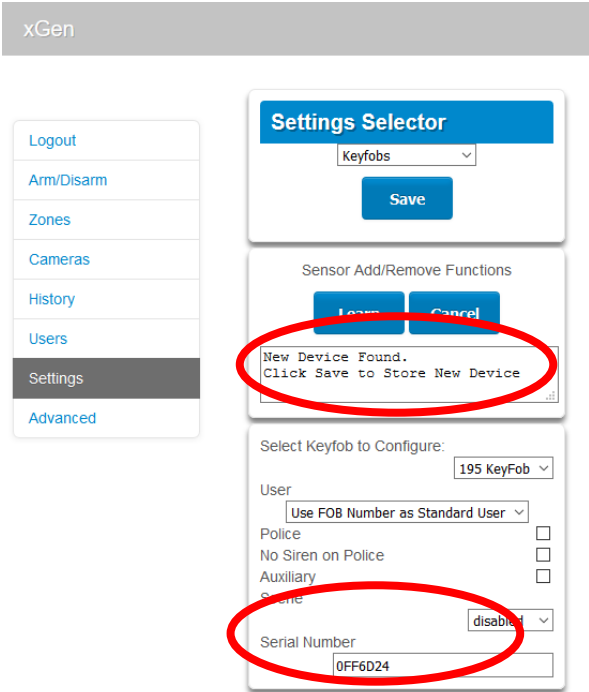 xGen
Logout
Arm/Disarm
Zones
Cameras
History
Users
Settings
Advanced
Settings Selector
Keyfobs
Save
Sensor Add/Remove Functions
Learn Cancel
New Device Found.
Click Save to Store New Device
Select Keyfob to Configure:
195 KeyFob
User
Use FOB Number as Standard User
Police
No Siren on Police
Auxiliary
Scene
disabled
Serial Number
0FF6D24